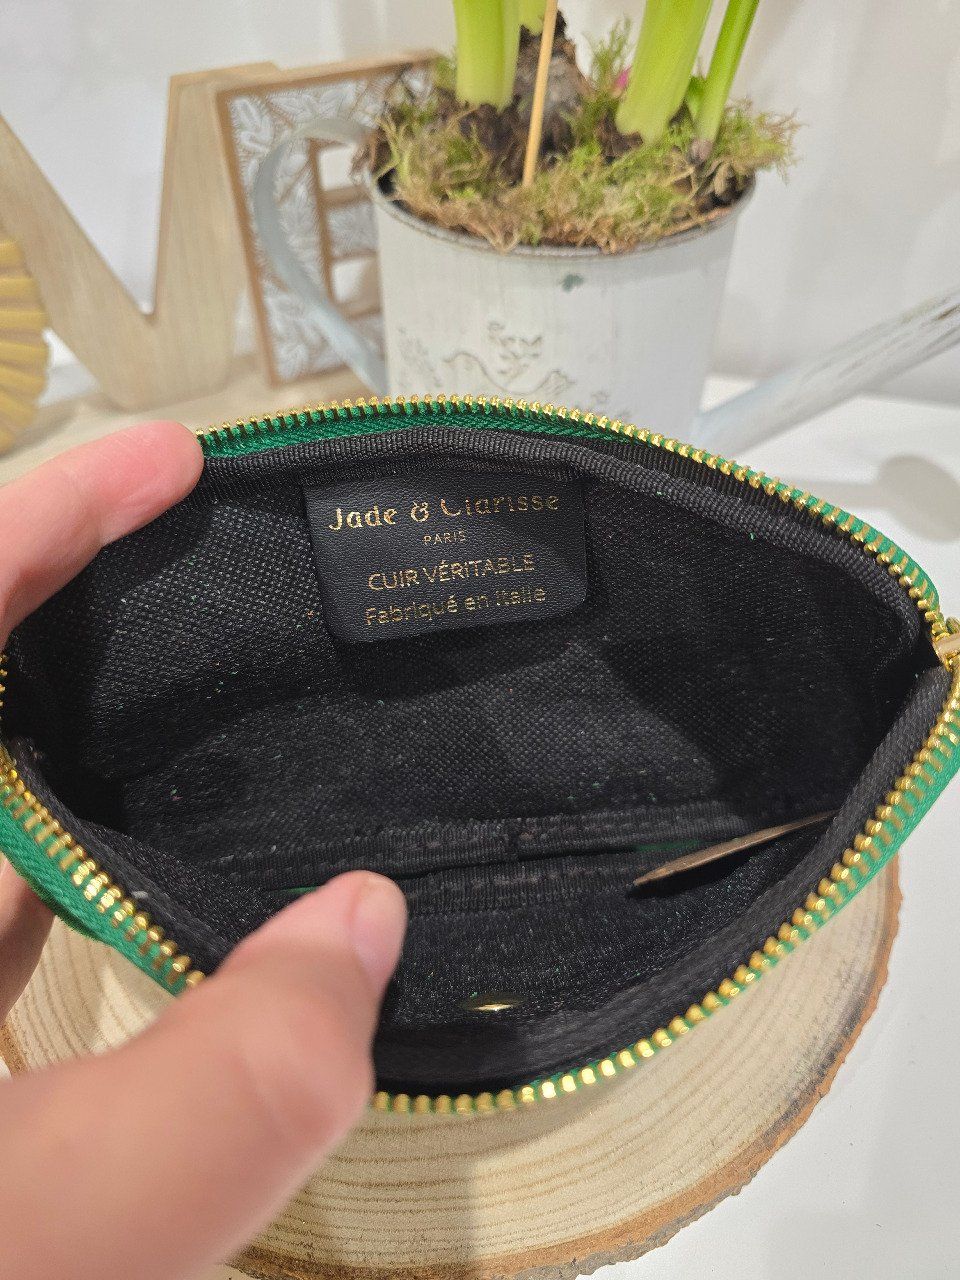 Jade & Clarisse
PARIS
CUIR VÉRITABLE
Fabriqué en Italie